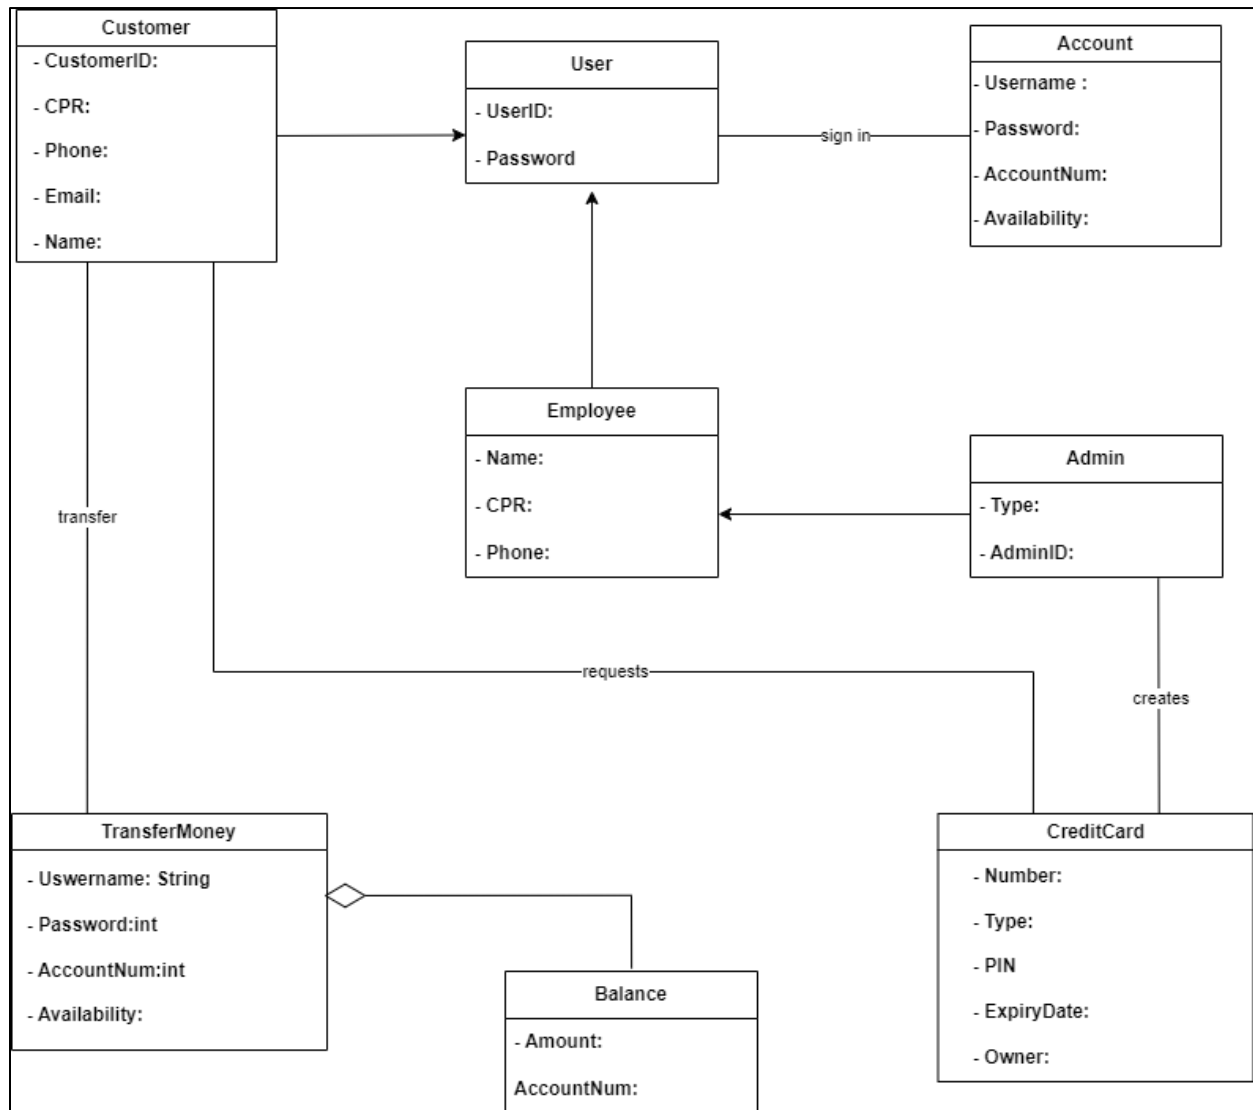 Customer
- CustomerID:
- CPR:
- Phone:
- Email:
- Name:
User
- UserID:
- Password
sign in
Account
- Username :
- Password:
- AccountNum:
- Availability:
Employee
- Name:
- CPR:
- Phone:
Admin
- Type:
- AdminID:
transfer
requests
creates
TransferMoney
- Uswername: String
- Password:int
- AccountNum:int
- Availability:
Balance
- Amount:
AccountNum:
CreditCard
- Number:
- Type:
- PIN
- ExpiryDate:
- Owner: